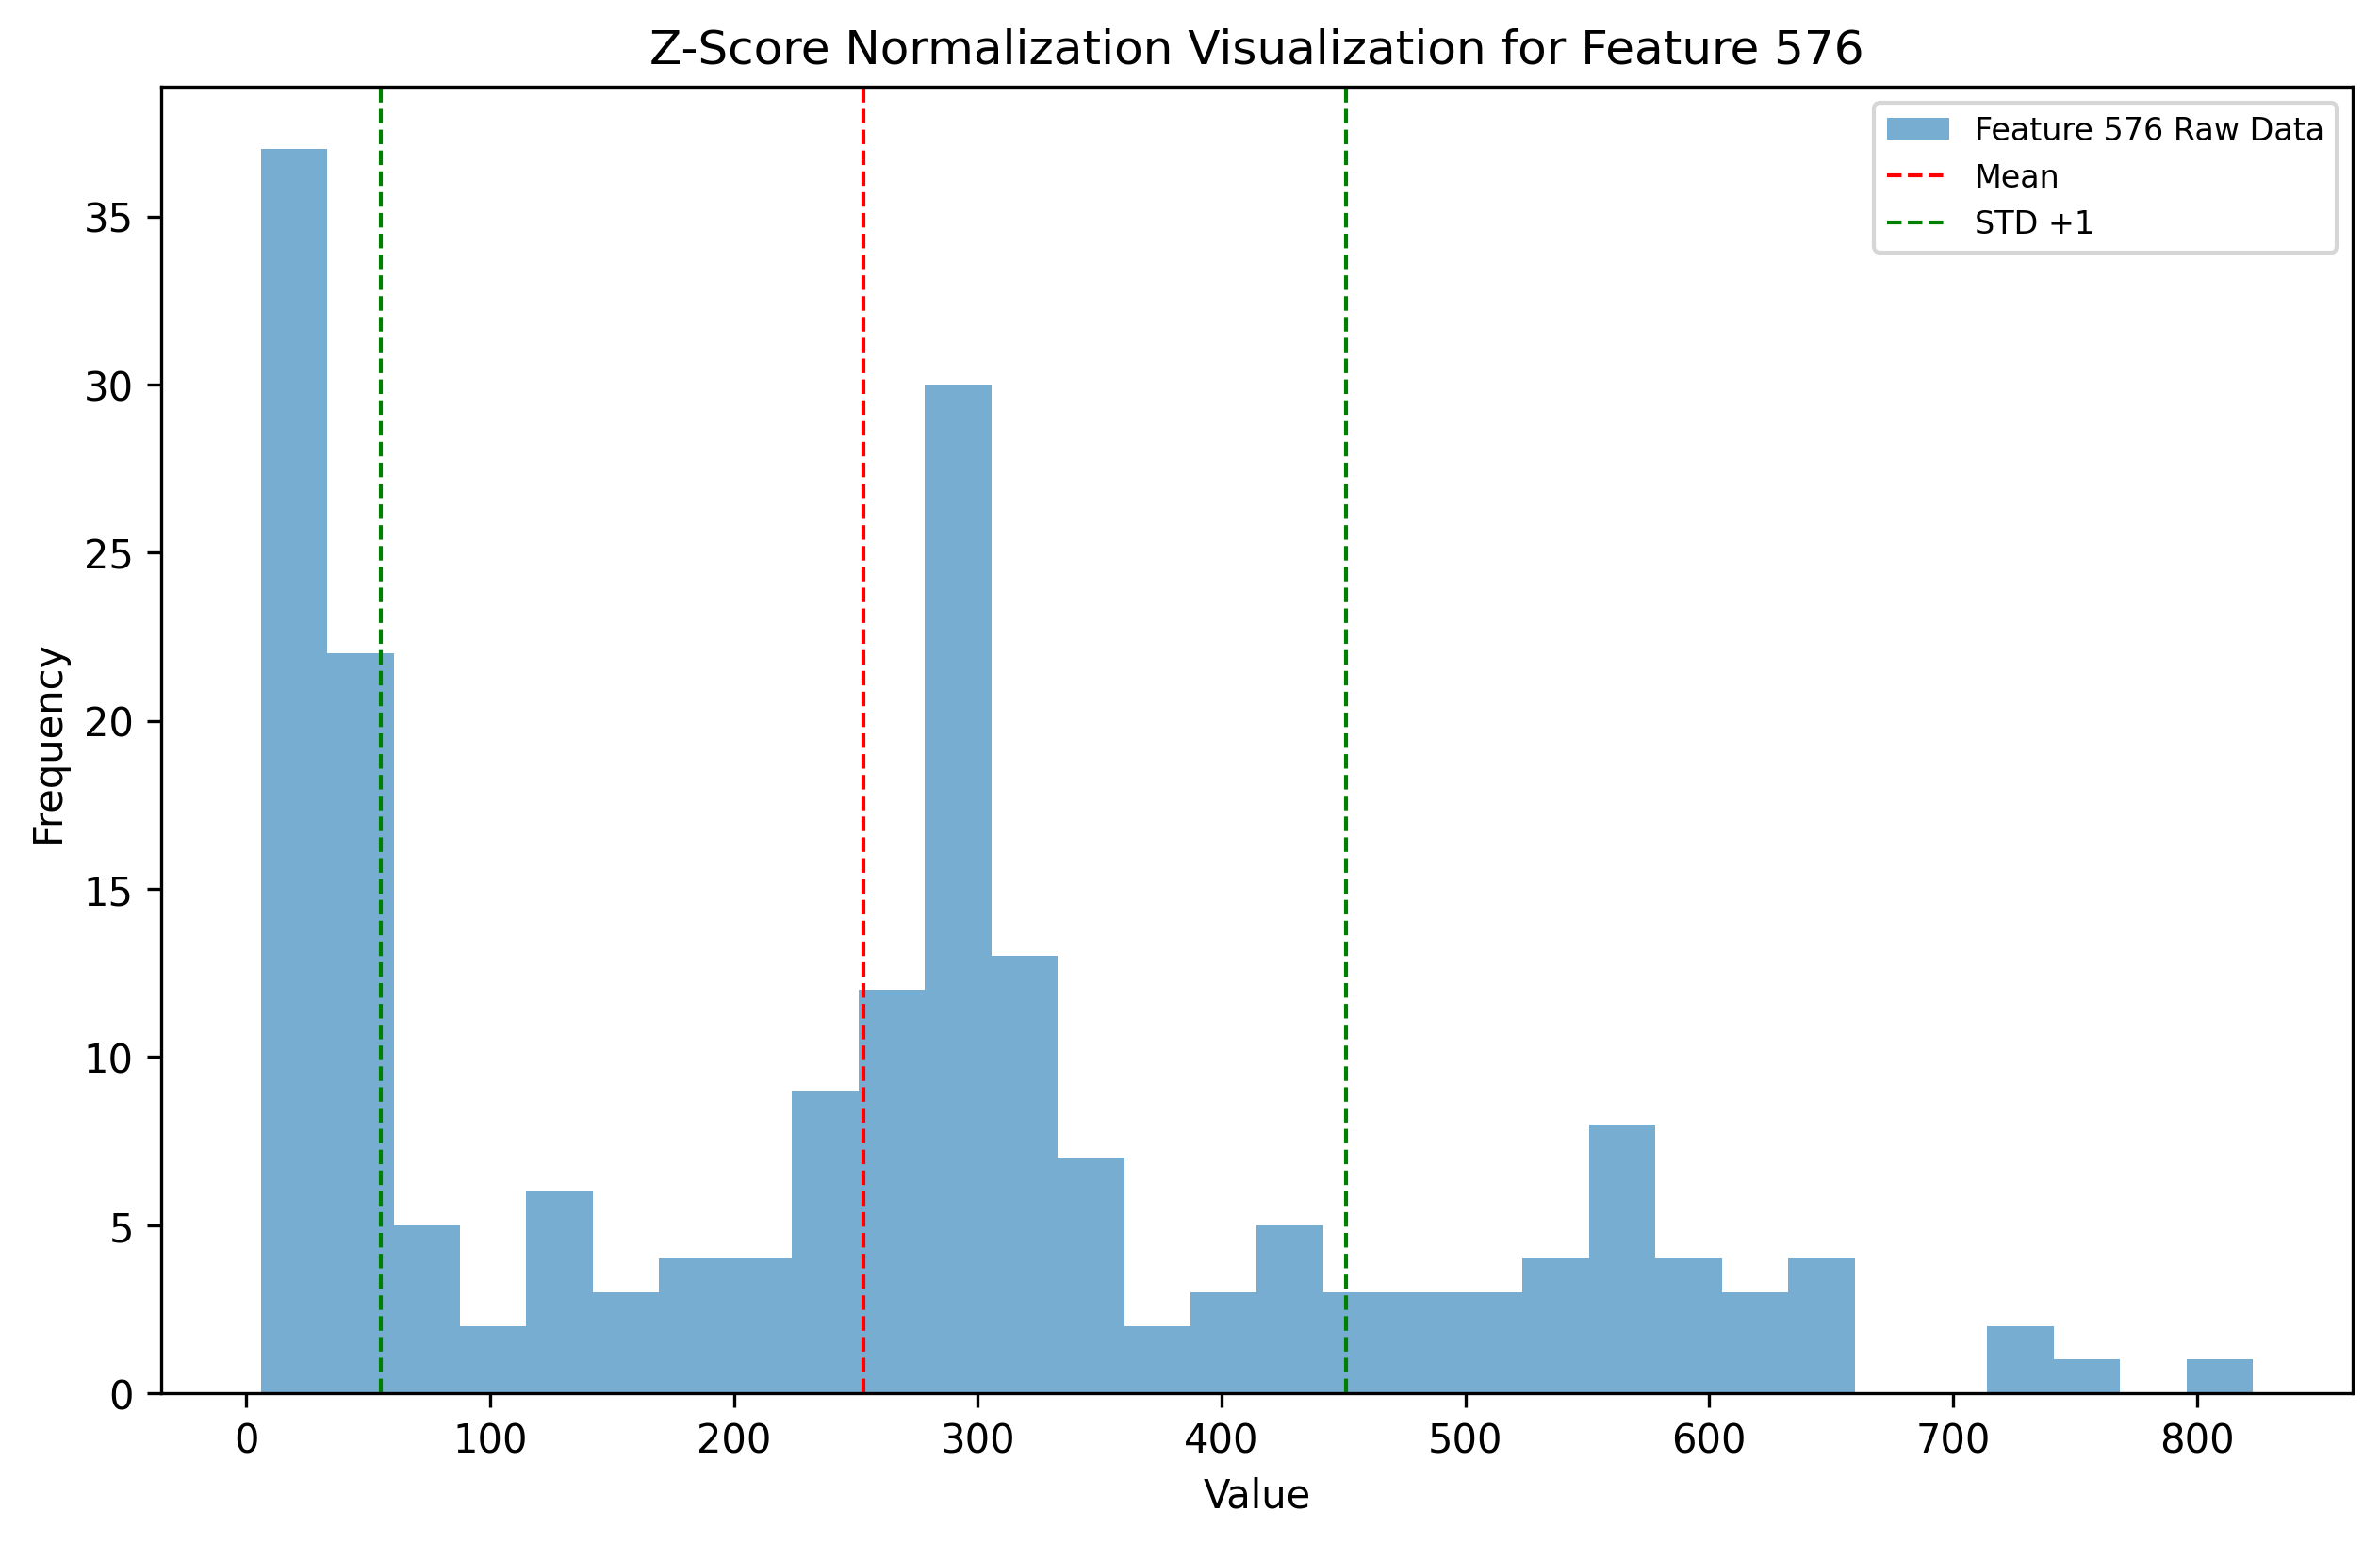 Z-Score Normalization Visualization for Feature 576
Feature 576 Raw Data
Mean
STD +1
Frequency
35
30
25
20
15
10
5
0
0 100 200 300 400 500 600 700 800
Value